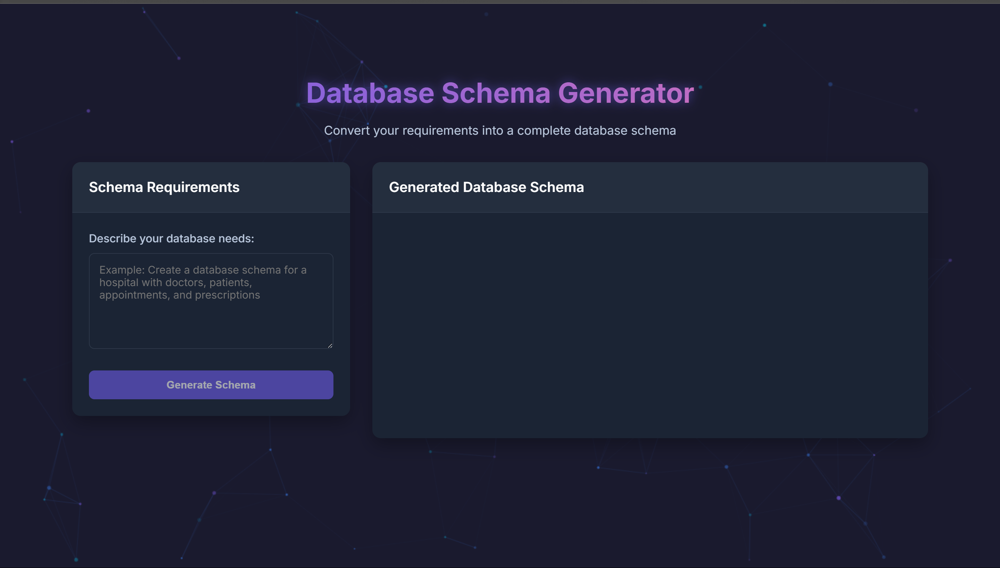 Database Schema Generator
Convert your requirements into a complete database schema
Schema Requirements
Describe your database needs:
Example: Create a database schema for a
hospital with doctors, patients,
appointments, and prescriptions
Generate Schema
Generated Database Schema